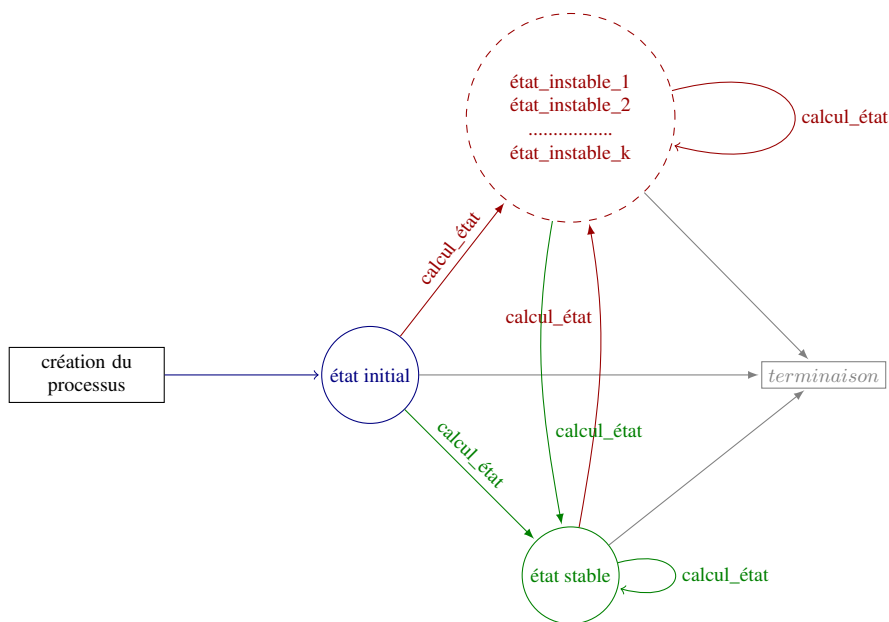 état_instable_1
état_instable_2
.................
état_instable_k
calcul_état
calcul_état
calcul_état
création du
processus
état initial
terminaison
calcul_état
calcul_état
état stable
calcul_état